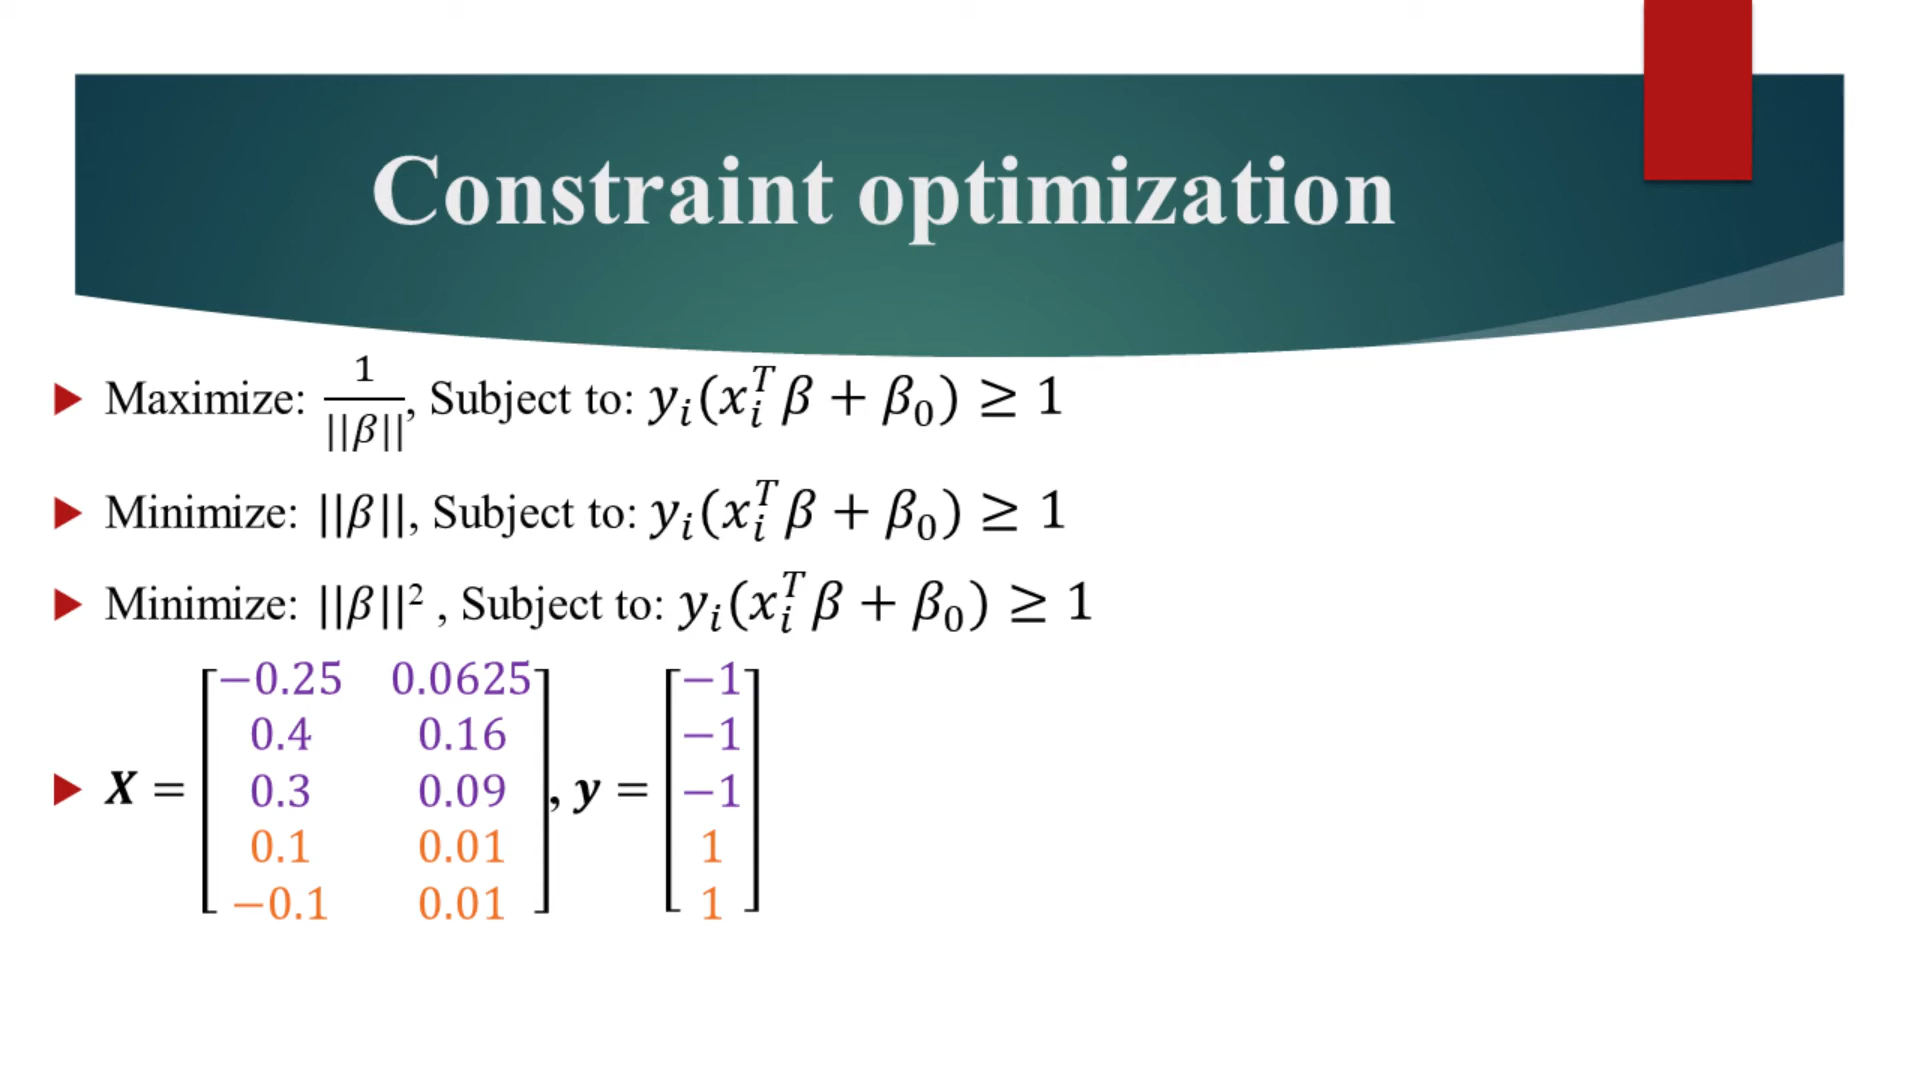 Constraint optimization
Maximize: 1/||β||, Subject to: yᵢ(xᵢᵀβ + β₀) ≥ 1
Minimize: ||β||, Subject to: yᵢ(xᵢᵀβ + β₀) ≥ 1
Minimize: ||β||² , Subject to: yᵢ(xᵢᵀβ + β₀) ≥ 1
X = [−0.25 0.0625
0.4 0.16
0.3 0.09
0.1 0.01
−0.1 0.01], y = [−1
−1
−1
1
1]